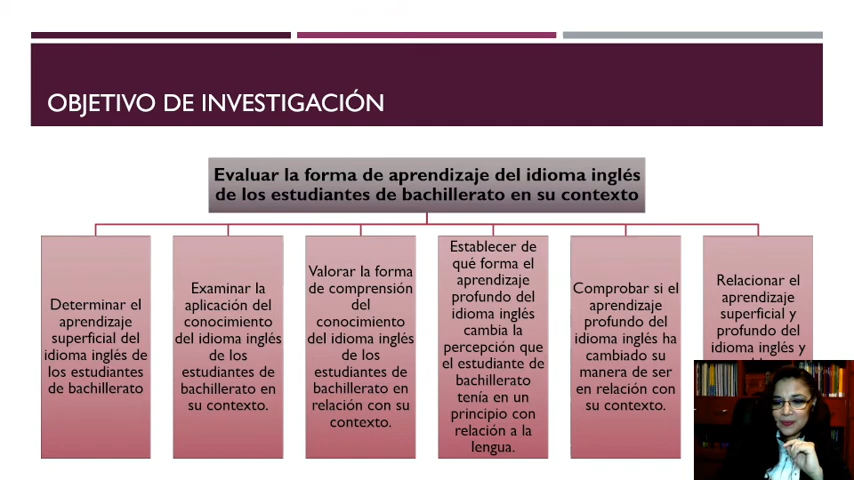 OBJETIVO DE INVESTIGACIÓN
Evaluar la forma de aprendizaje del idioma inglés
de los estudiantes de bachillerato en su contexto
Determinar el
aprendizaje
superficial del
idioma inglés de
los estudiantes
de bachillerato
Examinar la
aplicación del
conocimiento
del idioma inglés
de los
estudiantes de
bachillerato en
su contexto.
Valorar la forma
de comprensión
del
conocimiento
del idioma inglés
de los
estudiantes de
bachillerato en
relación con su
contexto.
Establecer de
qué forma el
aprendizaje
profundo del
idioma inglés
cambia la
percepción que
el estudiante de
bachillerato
tenía en un
principio con
relación a la
lengua.
Comprobar si el
aprendizaje
profundo del
idioma inglés ha
cambiado su
manera de ser
en relación con
su contexto.
Relacionar el
aprendizaje
superficial y
profundo del
idioma inglés y